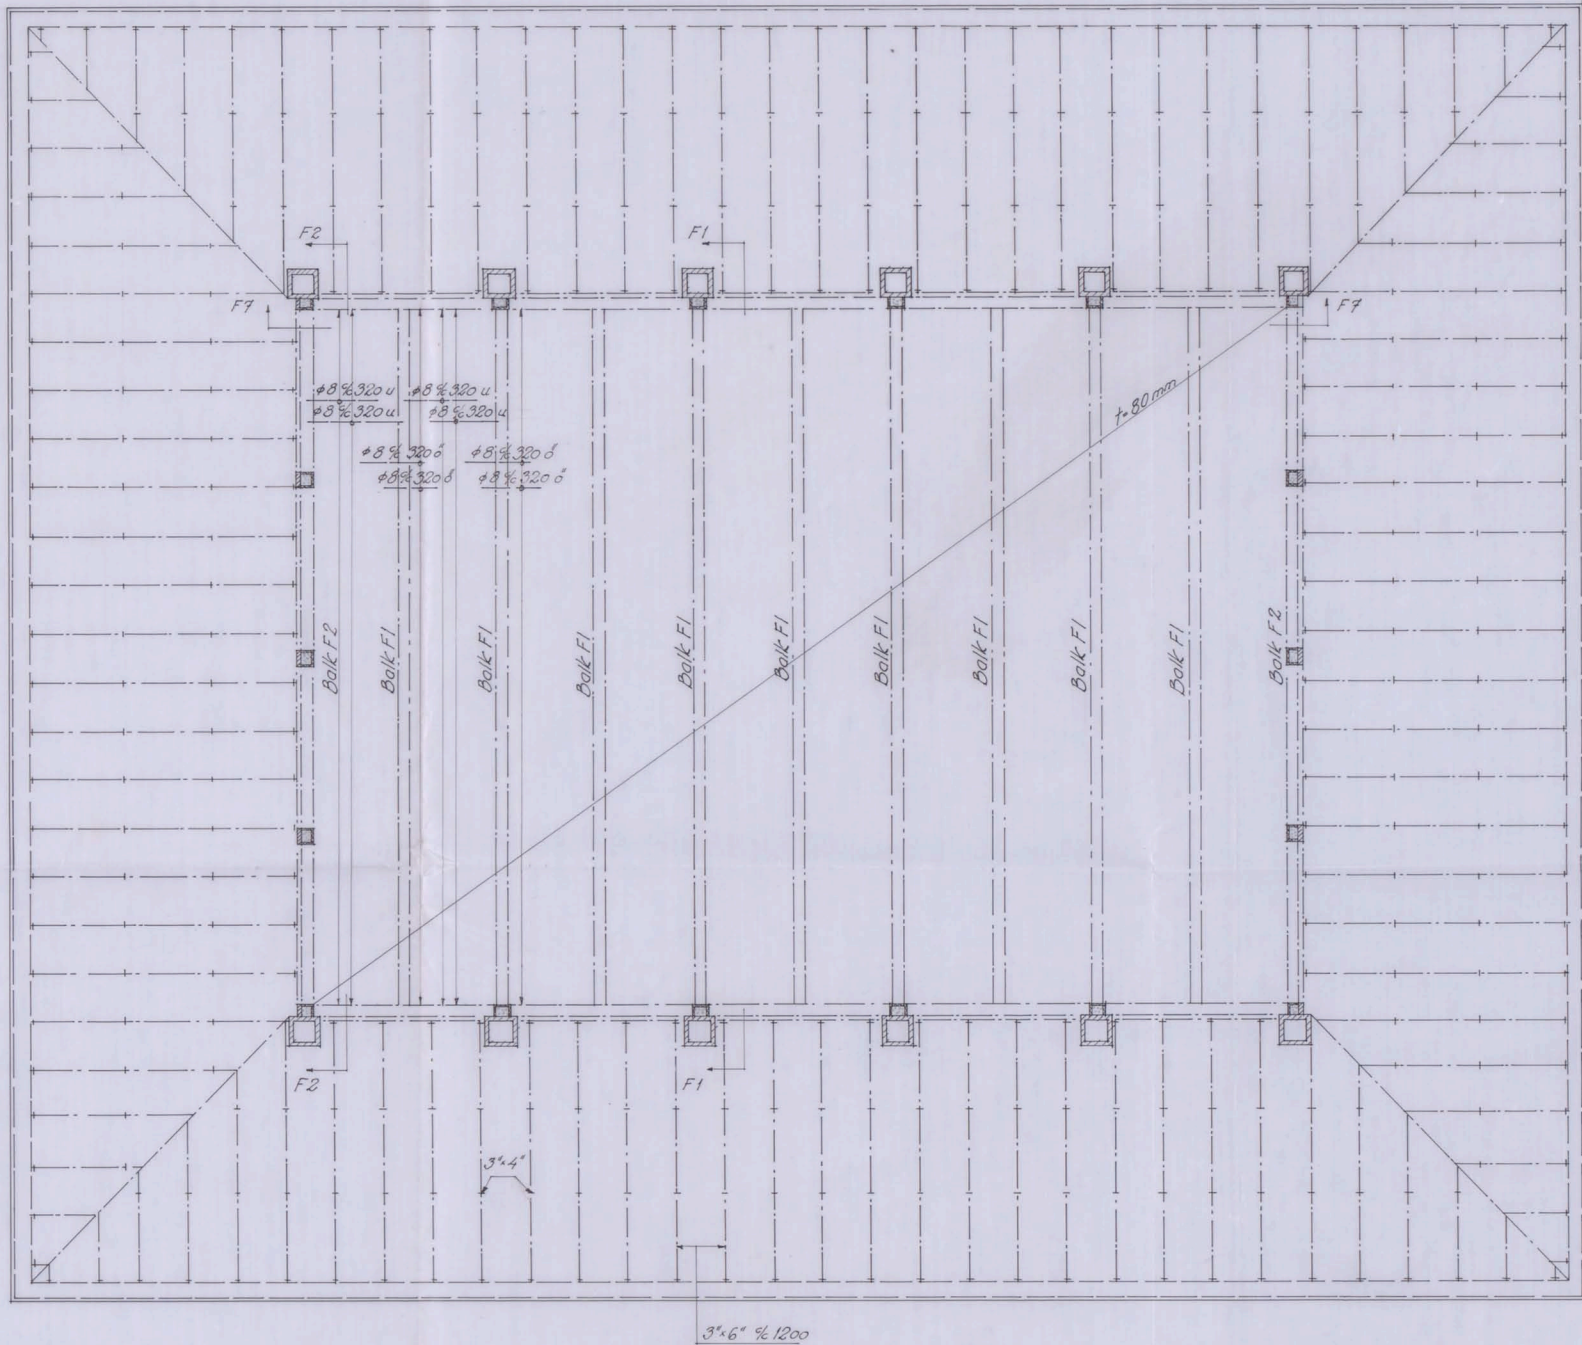 F2
F1
F7
F7
φ8 % 320 u
φ8 % 320 u
φ8 % 320 u
φ8 % 320 u
t=80mm
φ8 % 320 ö
φ8 % 320 ö
φ8 % 320 ö
φ8 % 320 ö
Balk F2
Balk F1
Balk F1
Balk F1
Balk F1
Balk F1
Balk F1
Balk F1
Balk F1
Balk F1
Balk F2
F2
F1
3"×4"
3"×6" % 1200